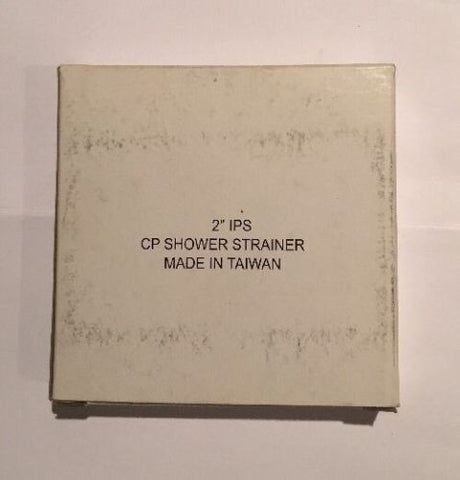 2" IPS
CP SHOWER STRAINER
MADE IN TAIWAN